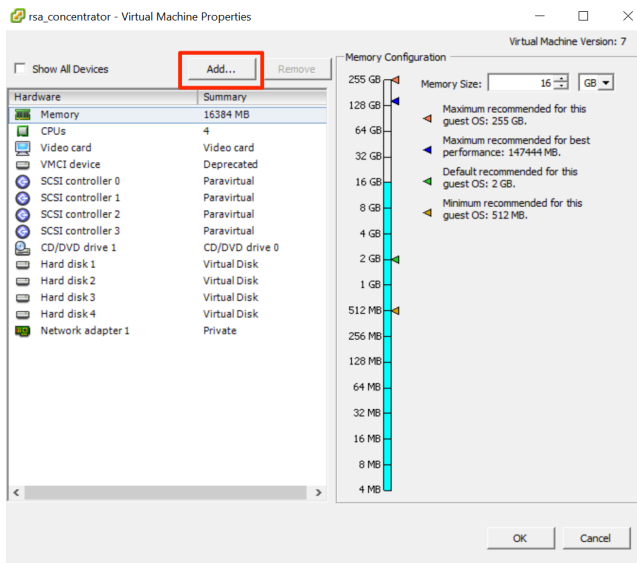 rsa_concentrator - Virtual Machine Properties
Virtual Machine Version: 7
Show All Devices
Add...
Remove
Hardware Summary
Memory 16384 MB
CPUs 4
Video card Video card
VMCI device Deprecated
SCSI controller 0 Paravirtual
SCSI controller 1 Paravirtual
SCSI controller 2 Paravirtual
SCSI controller 3 Paravirtual
CD/DVD drive 1 CD/DVD drive 0
Hard disk 1 Virtual Disk
Hard disk 2 Virtual Disk
Hard disk 3 Virtual Disk
Hard disk 4 Virtual Disk
Network adapter 1 Private
Memory Configuration
255 GB
128 GB
64 GB
32 GB
16 GB
8 GB
4 GB
2 GB
1 GB
512 MB
256 MB
128 MB
64 MB
32 MB
16 MB
8 MB
4 MB
Memory Size: 16 GB
Maximum recommended for this
guest OS: 255 GB.
Maximum recommended for best
performance: 147444 MB.
Default recommended for this
guest OS: 2 GB.
Minimum recommended for this
guest OS: 512 MB.
OK
Cancel